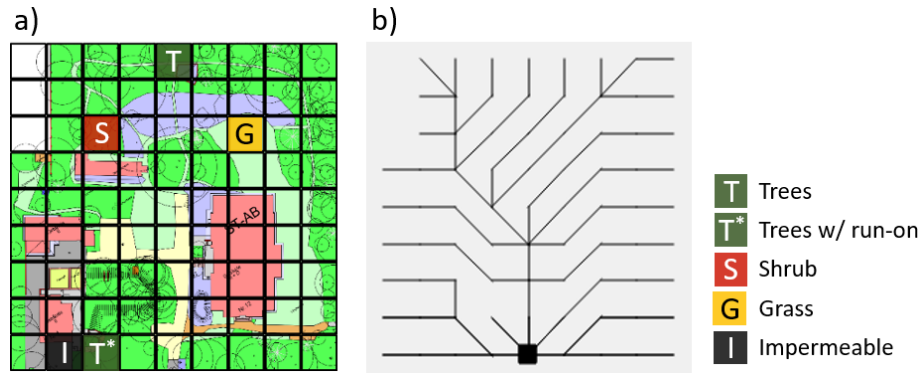 a)
b)
T
S
G
ST-AB
I
T*
T Trees
T* Trees w/ run-on
S Shrub
G Grass
I Impermeable